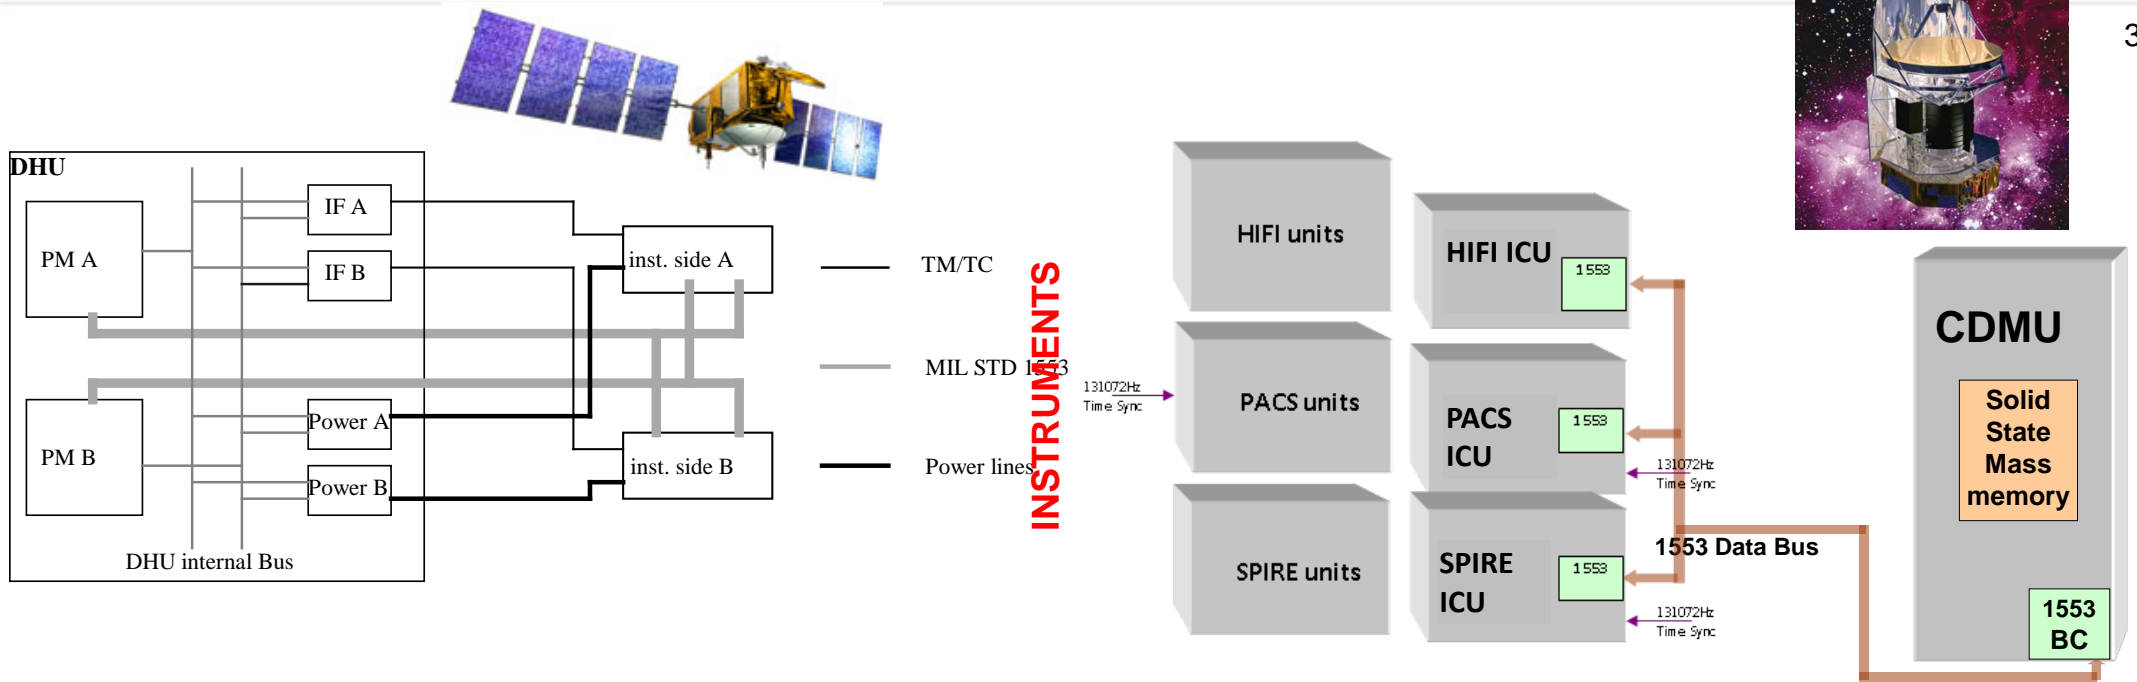 3
DHU
PM A
IF A
IF B
PM B
Power A
Power B
DHU internal Bus
inst. side A
inst. side B
TM/TC
MIL STD 1553
Power lines
INSTRUMENTS
HIFI units
PACS units
SPIRE units
131072Hz
Time Sync
HIFI ICU
1553
PACS
ICU
1553
131072Hz
Time Sync
SPIRE
ICU
1553
131072Hz
Time Sync
1553 Data Bus
CDMU
Solid
State
Mass
memory
1553
BC